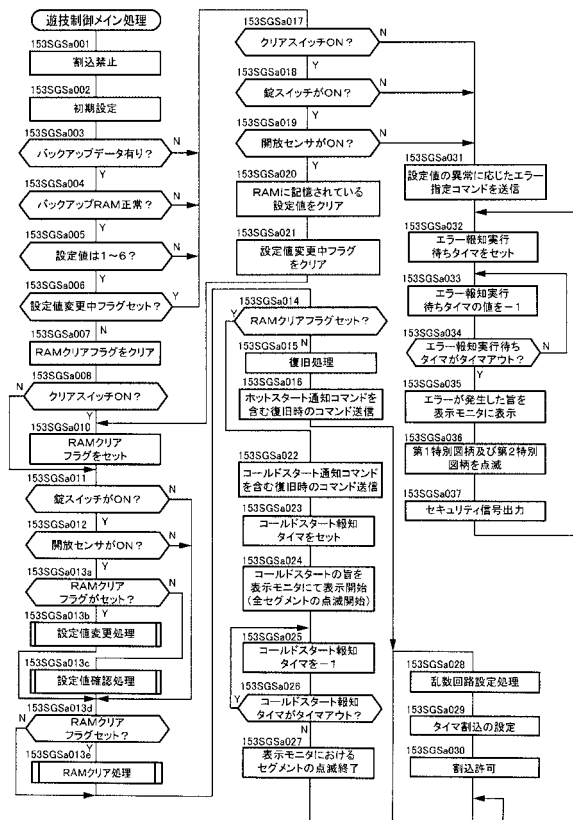 遊技制御メイン処理
153SGSa001
割込禁止
153SGSa002
初期設定
153SGSa003
バックアップデータ有り?
N
Y
153SGSa004
バックアップRAM正常?
N
Y
153SGSa005
設定値は1～6?
N
Y
153SGSa006
設定値変更中フラグセット?
Y
N
153SGSa007
RAMクリアフラグをクリア
153SGSa008
クリアスイッチON?
N
Y
153SGSa010
RAMクリア
フラグをセット
153SGSa011
錠スイッチがON?
N
Y
153SGSa012
開放センサがON?
N
Y
153SGSa013a
RAMクリア
フラグがセット?
N
Y
153SGSa013b
設定値変更処理
153SGSa013c
設定値確認処理
153SGSa013d
RAMクリア
フラグセット?
N
Y
153SGSa013e
RAMクリア処理
153SGSa017
クリアスイッチがON?
N
Y
153SGSa018
錠スイッチがON?
N
Y
153SGSa019
開放センサがON?
N
Y
153SGSa020
RAMに記憶されている
設定値をクリア
153SGSa021
設定値変更中フラグ
をクリア
153SGSa014
RAMクリアフラグセット?
Y
N
153SGSa015
復旧処理
153SGSa016
ホットスタート通知コマンドを
含む復旧時のコマンド送信
153SGSa022
コールドスタート通知コマンド
を含む復旧時のコマンド送信
153SGSa023
コールドスタート報知
タイマをセット
153SGSa024
コールドスタートの旨を
表示モニタにて表示開始
(全セグメントの点滅開始)
153SGSa025
コールドスタート報知
タイマを－1
153SGSa026
コールドスタート報知
タイマがタイマアウト?
Y
N
153SGSa027
表示モニタにおける
セグメントの点滅終了
153SGSa031
設定値の異常に応じたエラー
指定コマンドを送信
153SGSa032
エラー報知実行
待ちタイマをセット
153SGSa033
エラー報知実行
待ちタイマの値を－1
153SGSa034
エラー報知実行待ち
タイマがタイマアウト?
N
Y
153SGSa035
エラーが発生した旨を
表示モニタに表示
153SGSa036
第1特別図柄及び第2特別
図柄を点滅
153SGSa037
セキュリティ信号出力
153SGSa028
乱数回路設定処理
153SGSa029
タイマ割込の設定
153SGSa030
割込許可